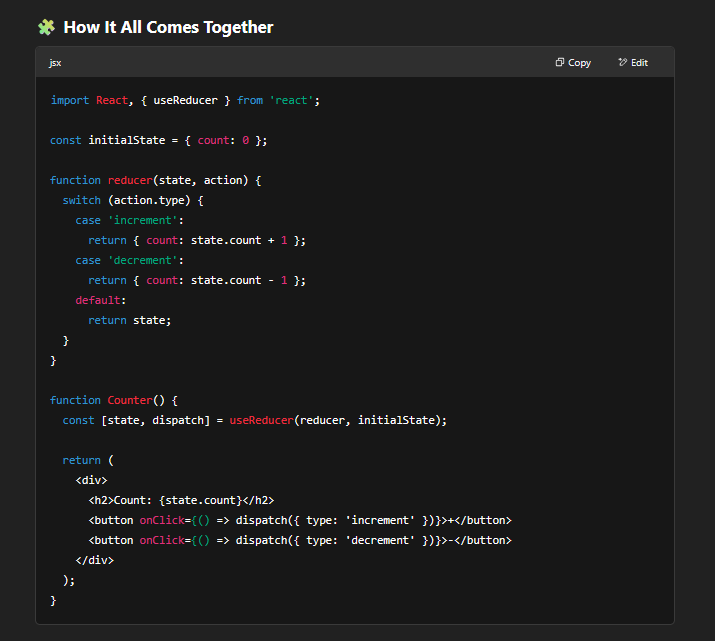 🧩 How It All Comes Together
jsx Copy Edit
import React, { useReducer } from 'react';
const initialState = { count: 0 };
function reducer(state, action) {
  switch (action.type) {
    case 'increment':
      return { count: state.count + 1 };
    case 'decrement':
      return { count: state.count - 1 };
    default:
      return state;
  }
}
function Counter() {
  const [state, dispatch] = useReducer(reducer, initialState);
  return (
    <div>
      <h2>Count: {state.count}</h2>
      <button onClick={() => dispatch({ type: 'increment' })}>+</button>
      <button onClick={() => dispatch({ type: 'decrement' })}>-</button>
    </div>
  );
}